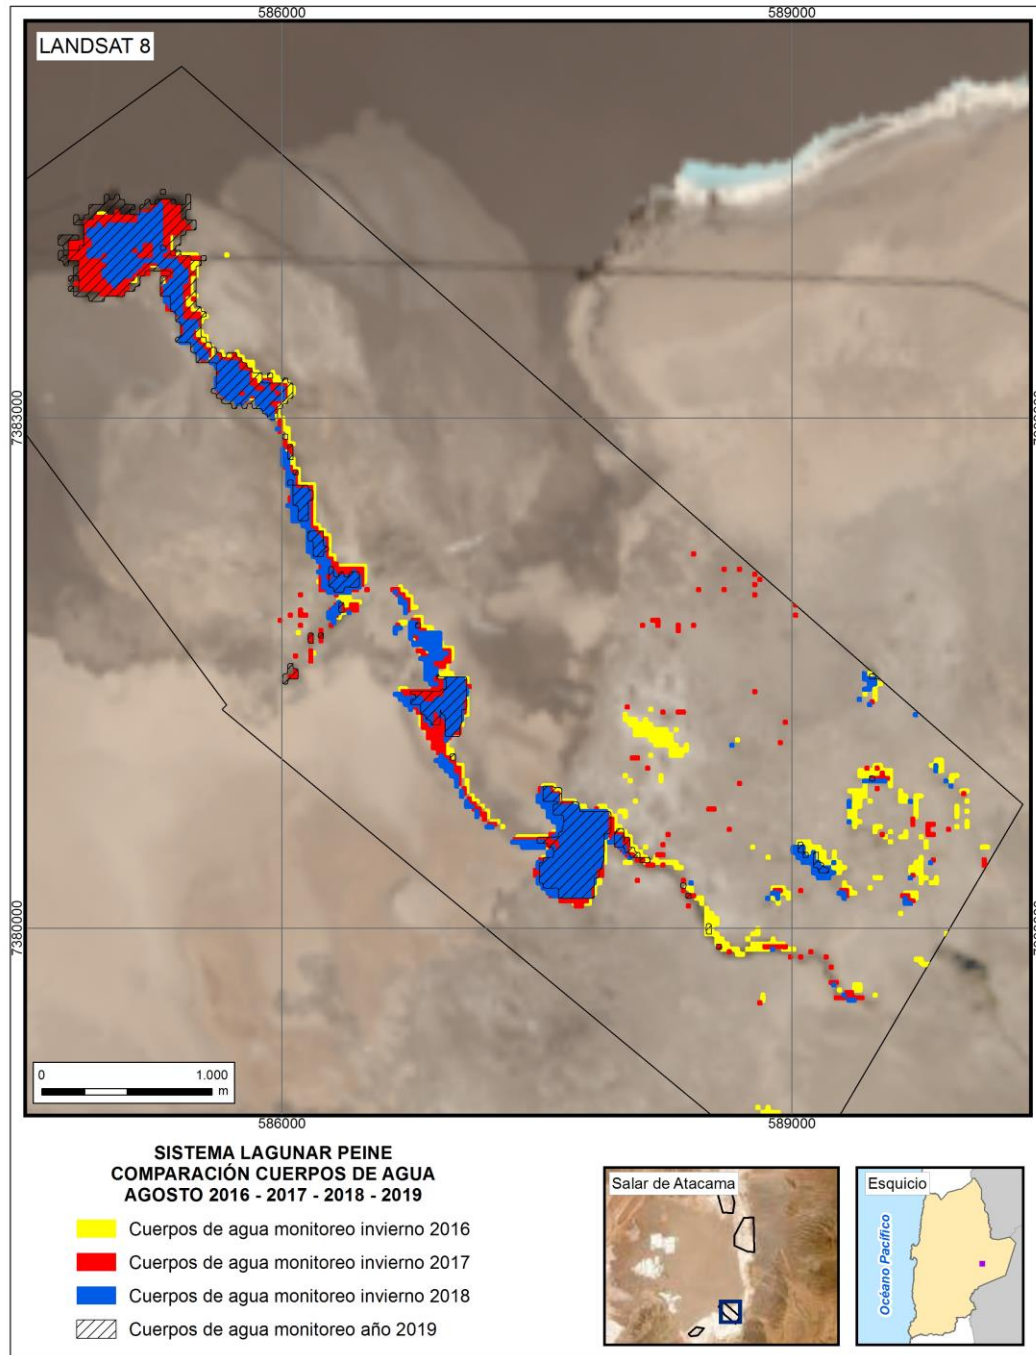 586000
589000
LANDSAT 8
7383000
7380000
0
1.000
m
586000
589000
SISTEMA LAGUNAR PEINE
COMPARACIÓN CUERPOS DE AGUA
AGOSTO 2016 - 2017 - 2018 - 2019
Cuerpos de agua monitoreo invierno 2016
Cuerpos de agua monitoreo invierno 2017
Cuerpos de agua monitoreo invierno 2018
Cuerpos de agua monitoreo año 2019
Salar de Atacama
Esquicio
Océano Pacífico